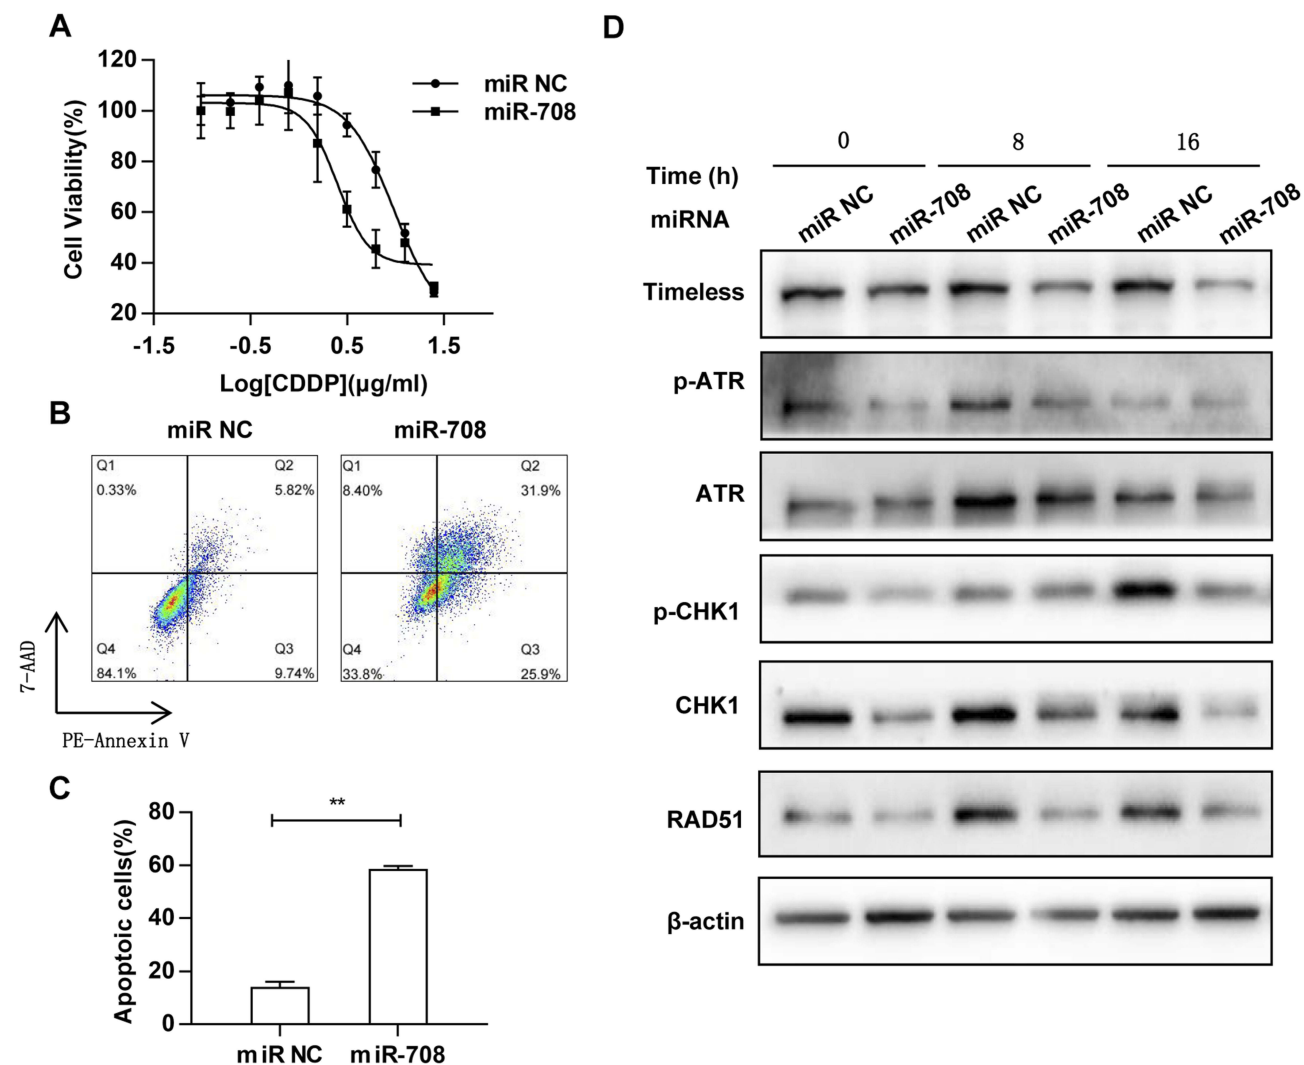 A
120
100
80
60
40
20
-1.5 -0.5 0.5 1.5
Cell Viability(%)
Log[CDDP](μg/ml)
miR NC
miR-708
B
miR NC miR-708
Q1 Q2
0.33% 5.82%
Q4 Q3
84.1% 9.74%
Q1 Q2
8.40% 31.9%
Q4 Q3
33.8% 25.9%
7-AAD
PE-Annexin V
C
**
80
60
40
20
0
Apoptoic cells(%)
miR NC miR-708
D
0 8 16
Time (h)
miRNA
miR NC miR-708 miR NC miR-708 miR NC miR-708
Timeless
p-ATR
ATR
p-CHK1
CHK1
RAD51
β-actin